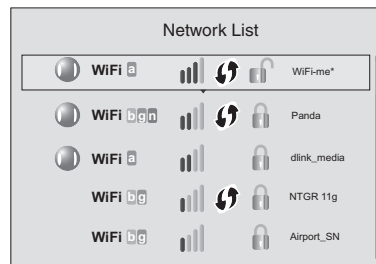 Network List
WiFi a WiFi-me*
WiFi bgn Panda
WiFi a dlink_media
WiFi bg NTGR 11g
WiFi bg Airport_SN